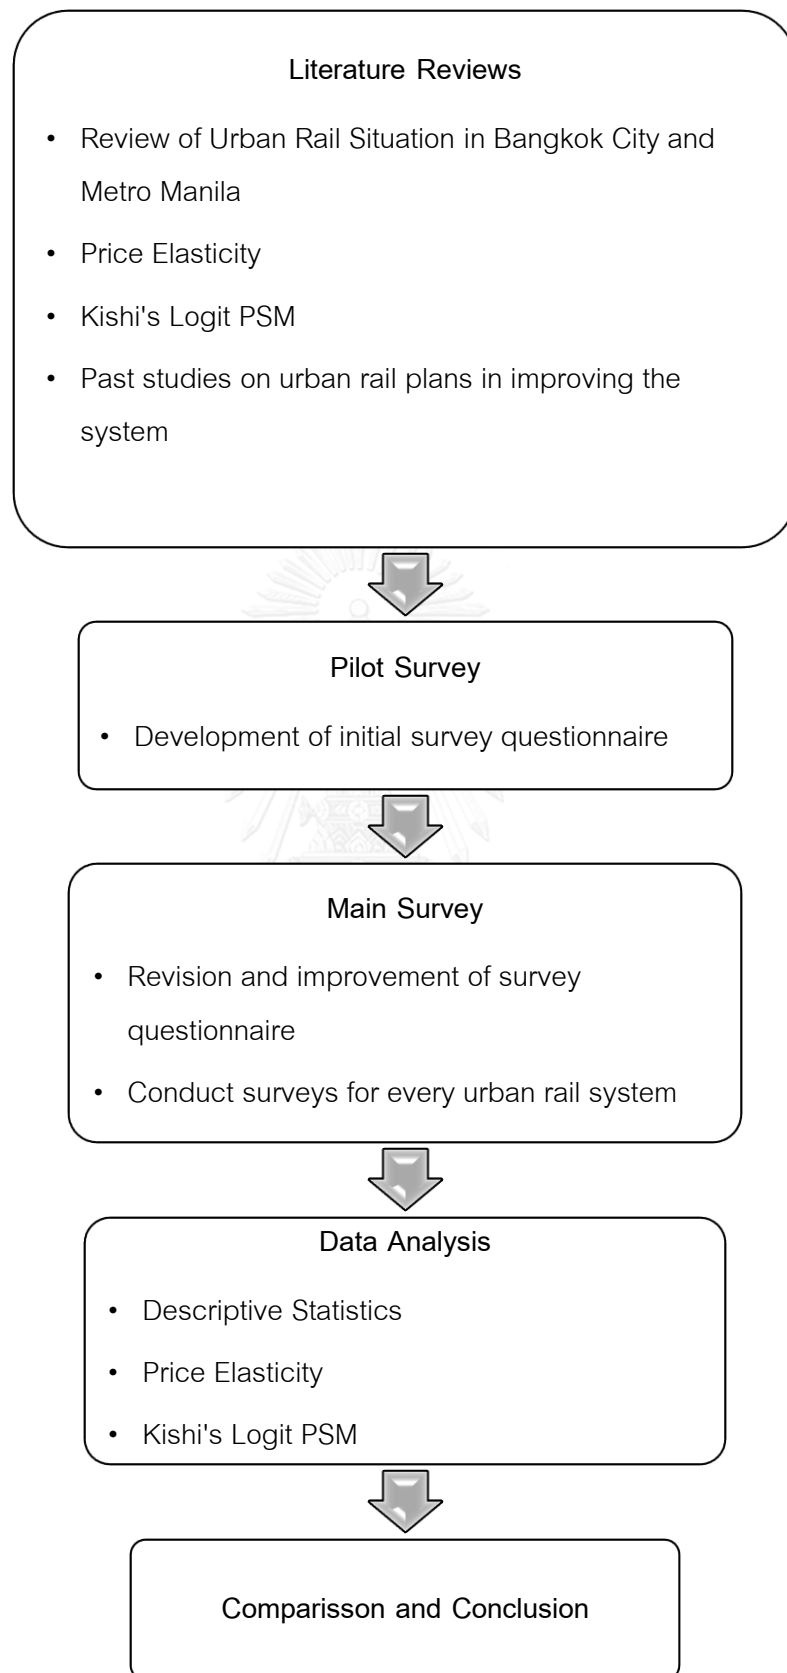 Literature Reviews
• Review of Urban Rail Situation in Bangkok City and
Metro Manila
• Price Elasticity
• Kishi's Logit PSM
• Past studies on urban rail plans in improving the
system
Pilot Survey
• Development of initial survey questionnaire
Main Survey
• Revision and improvement of survey
questionnaire
• Conduct surveys for every urban rail system
Data Analysis
• Descriptive Statistics
• Price Elasticity
• Kishi's Logit PSM
Comparisson and Conclusion